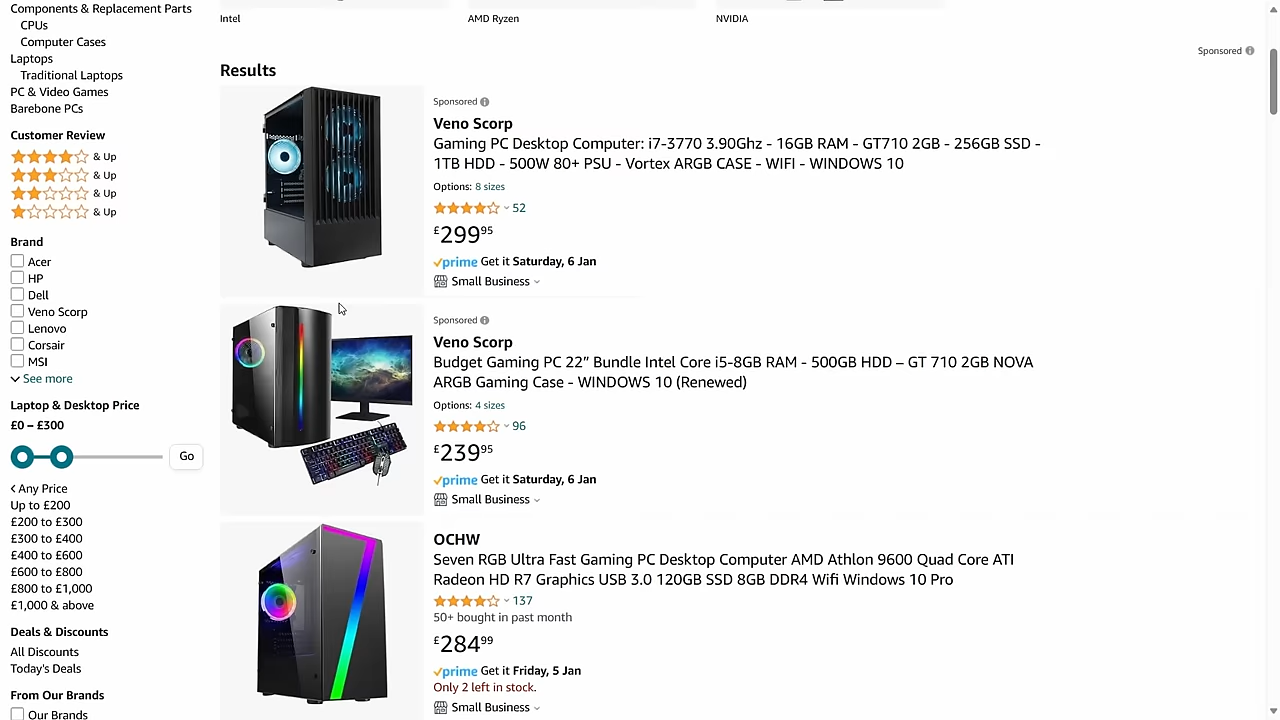 Components & Replacement Parts
CPUs
Computer Cases
Laptops
Traditional Laptops
PC & Video Games
Barebone PCs
Customer Review
& Up
& Up
& Up
& Up
Brand
Acer
HP
Dell
Veno Scorp
Lenovo
Corsair
MSI
See more
Laptop & Desktop Price
£0 – £300
Go
Any Price
Up to £200
£200 to £300
£300 to £400
£400 to £600
£600 to £800
£800 to £1,000
£1,000 & above
Deals & Discounts
All Discounts
Today's Deals
From Our Brands
Our Brands
Intel
AMD Ryzen
NVIDIA
Sponsored
Results
Sponsored
Veno Scorp
Gaming PC Desktop Computer: i7-3770 3.90Ghz - 16GB RAM - GT710 2GB - 256GB SSD -
1TB HDD - 500W 80+ PSU - Vortex ARGB CASE - WIFI - WINDOWS 10
Options: 8 sizes
52
£299 95
prime Get it Saturday, 6 Jan
Small Business
Sponsored
Veno Scorp
Budget Gaming PC 22” Bundle Intel Core i5-8GB RAM - 500GB HDD – GT 710 2GB NOVA
ARGB Gaming Case - WINDOWS 10 (Renewed)
Options: 4 sizes
96
£239 95
prime Get it Saturday, 6 Jan
Small Business
OCHW
Seven RGB Ultra Fast Gaming PC Desktop Computer AMD Athlon 9600 Quad Core ATI
Radeon HD R7 Graphics USB 3.0 120GB SSD 8GB DDR4 Wifi Windows 10 Pro
137
50+ bought in past month
£284 99
prime Get it Friday, 5 Jan
Only 2 left in stock.
Small Business